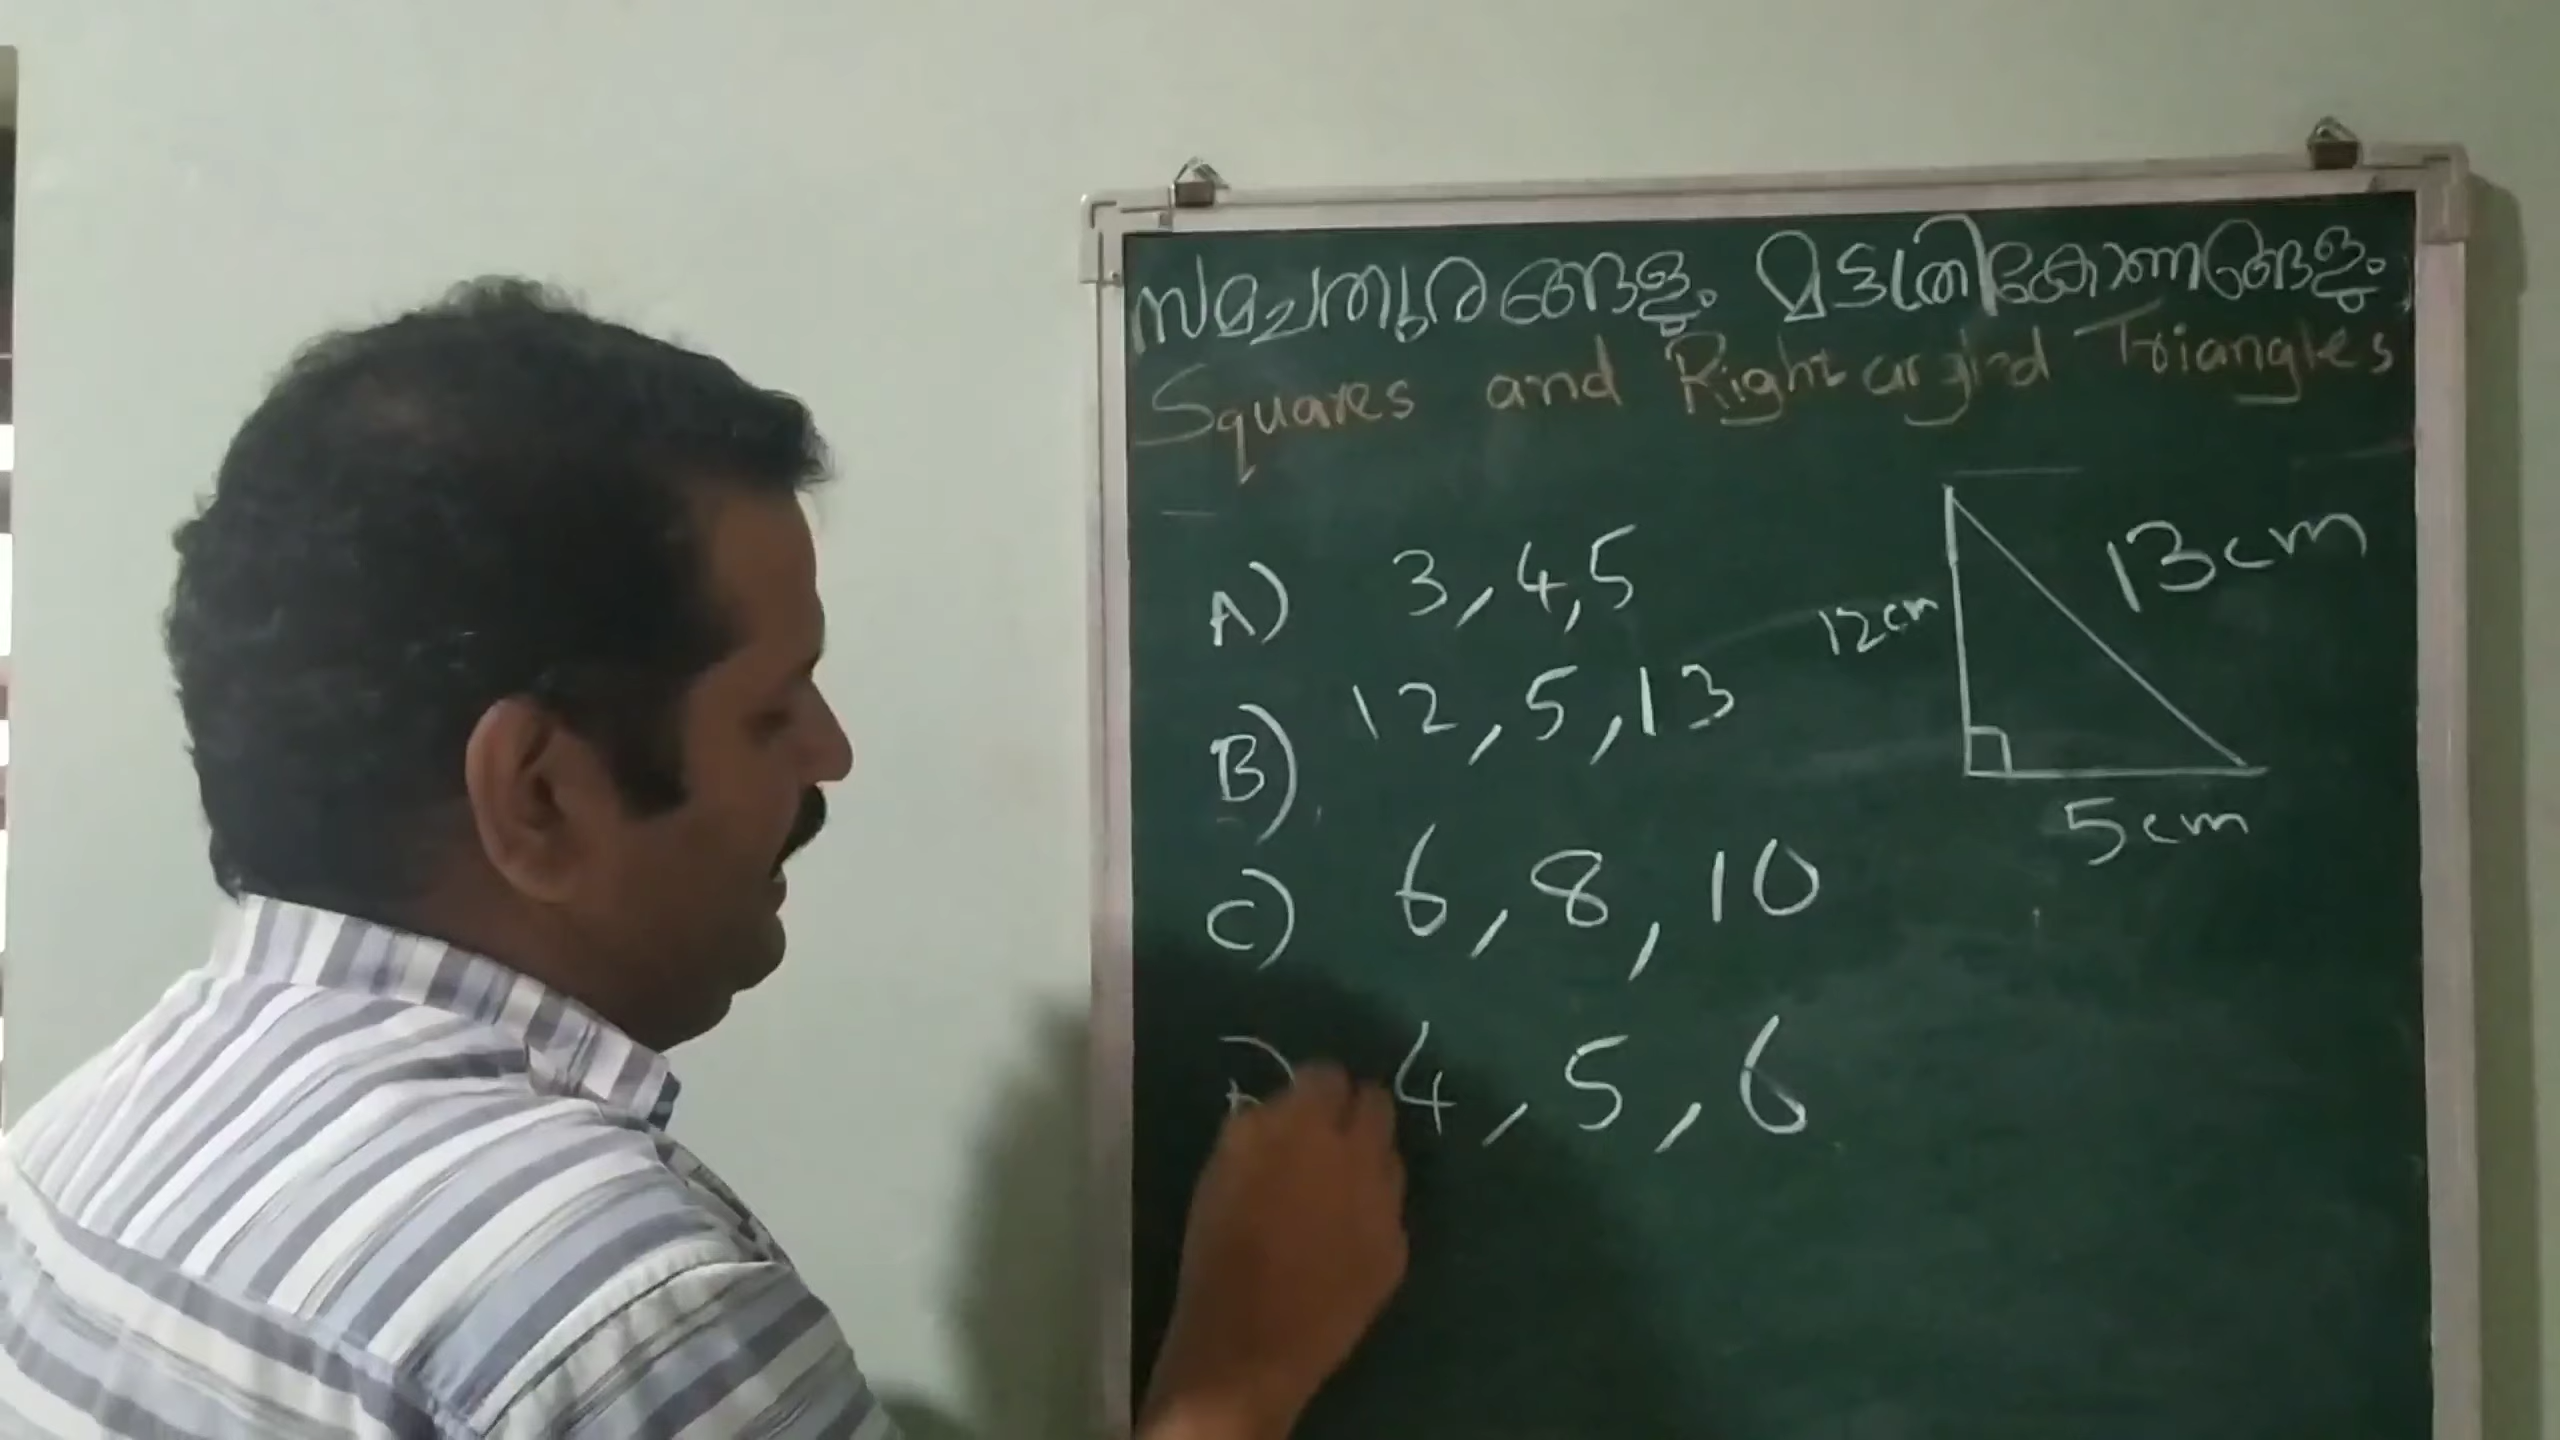 സമചതുരങ്ങളും മട്ടത്രികോണങ്ങളും
Squares and Right angled Triangles
A) 3, 4, 5
B) 12, 5, 13
C) 6, 8, 10
D) 4, 5, 6
12cm
13cm
5cm